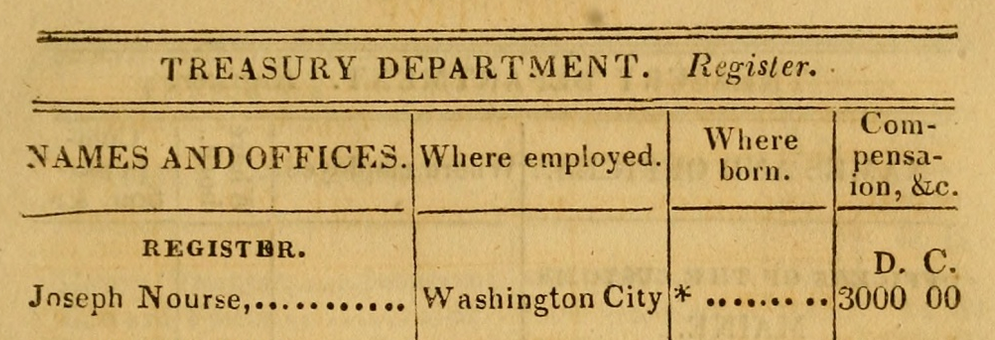 TREASURY DEPARTMENT. Register.
NAMES AND OFFICES. Where employed. Where born. Com-pensa-ion, &c.
REGISTER.
D. C.
Joseph Nourse,............ Washington City * ......... 3000 00